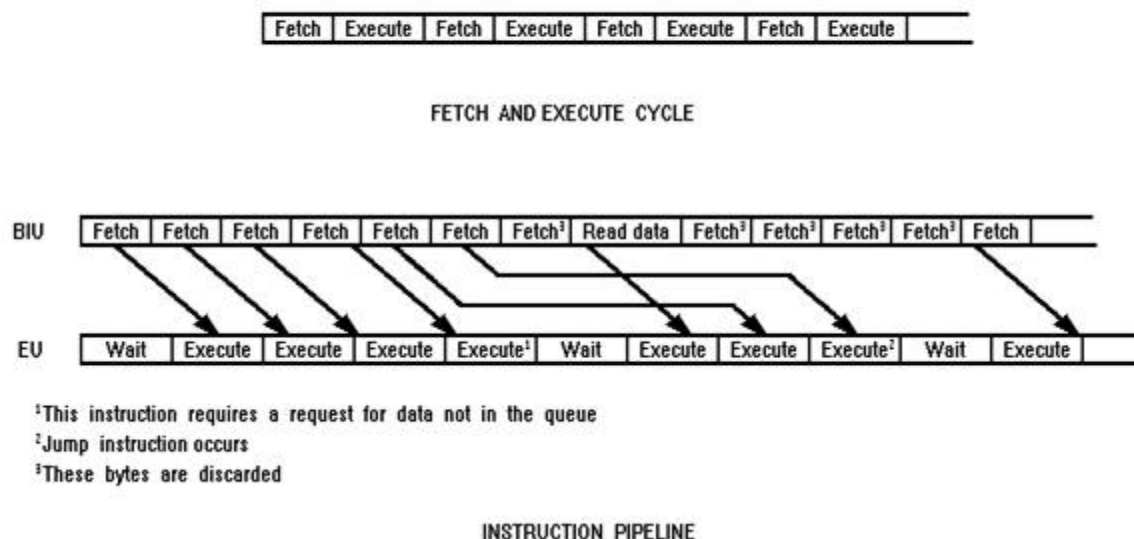 Fetch Execute Fetch Execute Fetch Execute Fetch Execute
FETCH AND EXECUTE CYCLE
BIU Fetch Fetch Fetch Fetch Fetch Fetch Fetch³ Read data Fetch³ Fetch³ Fetch³ Fetch³ Fetch
EU Wait Execute Execute Execute Execute¹ Wait Execute Execute Execute² Wait Execute
¹This instruction requires a request for data not in the queue
²Jump instruction occurs
³These bytes are discarded
INSTRUCTION PIPELINE